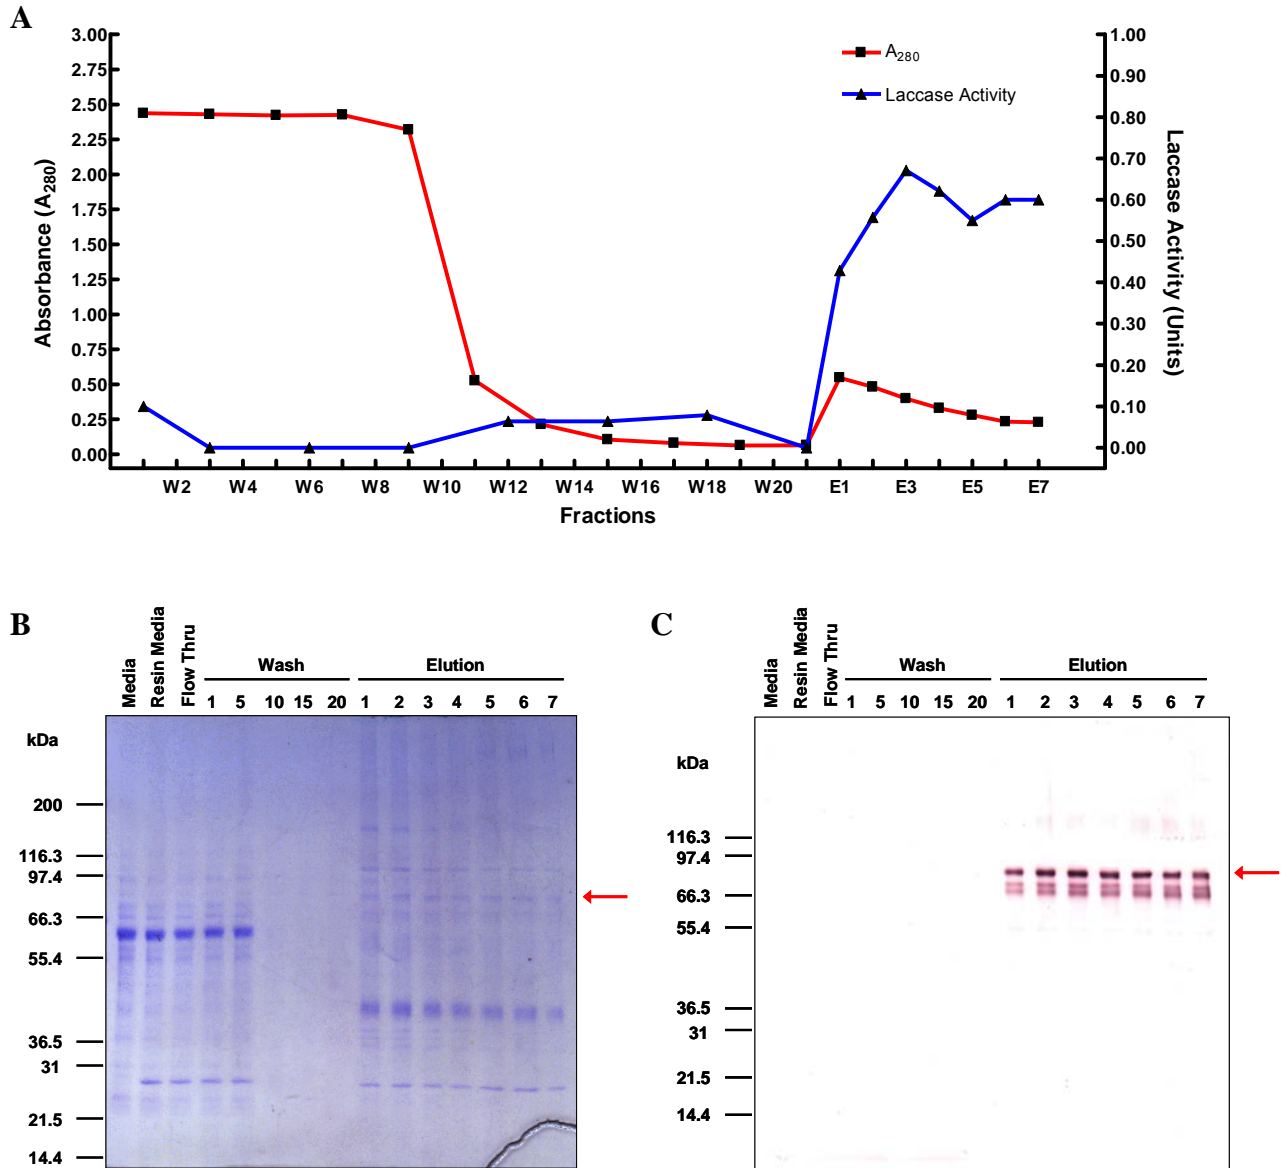 A
3.00
2.75
2.50
2.25
2.00
1.75
1.50
1.25
1.00
0.75
0.50
0.25
0.00
Absorbance (A280)
1.00
0.90
0.80
0.70
0.60
0.50
0.40
0.30
0.20
0.10
0.00
Laccase Activity (Units)
A280
Laccase Activity
W2 W4 W6 W8 W10 W12 W14 W16 W18 W20 E1 E3 E5 E7
Fractions
B
Media
Resin Media
Flow Thru
Wash
Elution
1 5 10 15 20 1 2 3 4 5 6 7
kDa
200
116.3
97.4
66.3
55.4
36.5
31
21.5
14.4
C
Media
Resin Media
Flow Thru
Wash
Elution
1 5 10 15 20 1 2 3 4 5 6 7
kDa
116.3
97.4
66.3
55.4
36.5
31
21.5
14.4